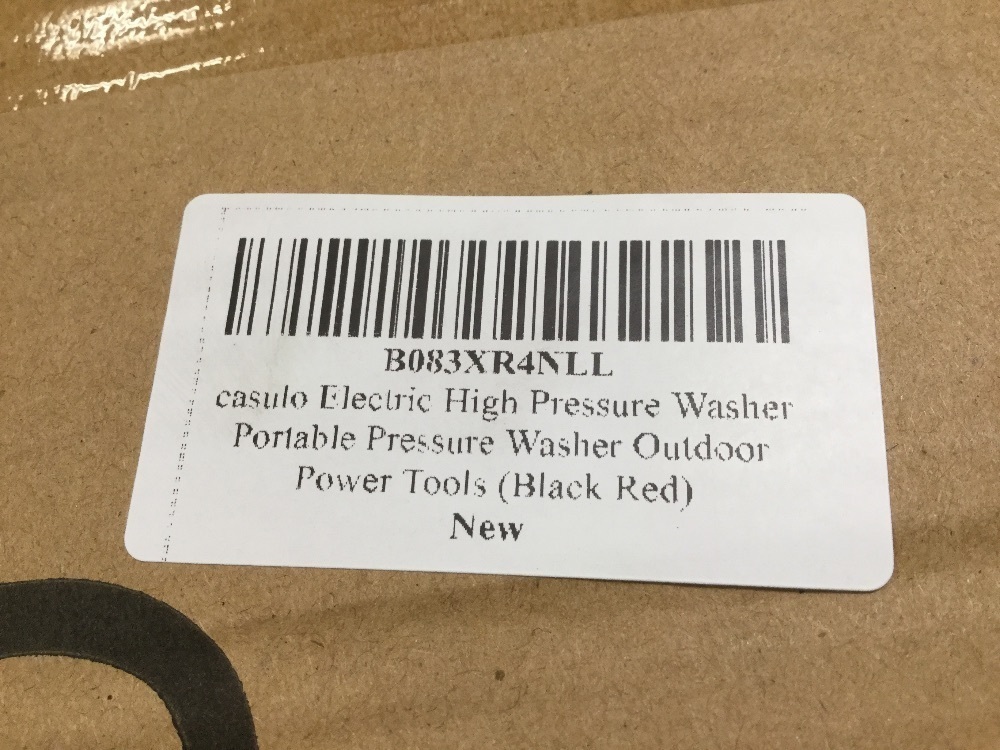 B083XR4NLL
casulo Electric High Pressure Washer
Portable Pressure Washer Outdoor
Power Tools (Black Red)
New